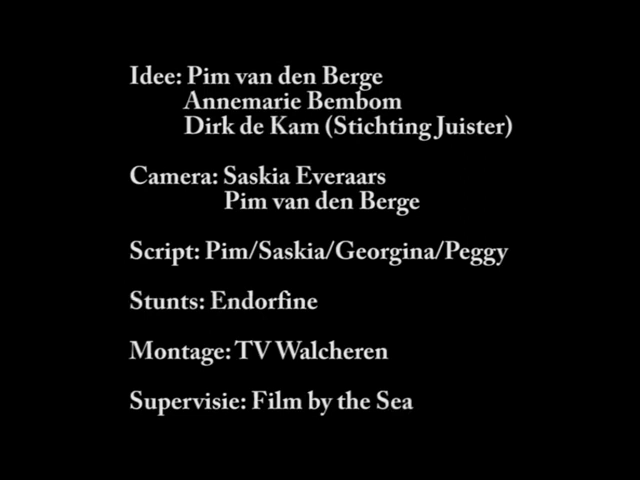 Idee: Pim van den Berge
Annemarie Bembom
Dirk de Kam (Stichting Juister)
Camera: Saskia Everaars
Pim van den Berge
Script: Pim/Saskia/Georgina/Peggy
Stunts: Endorfine
Montage: TV Walcheren
Supervisie: Film by the Sea